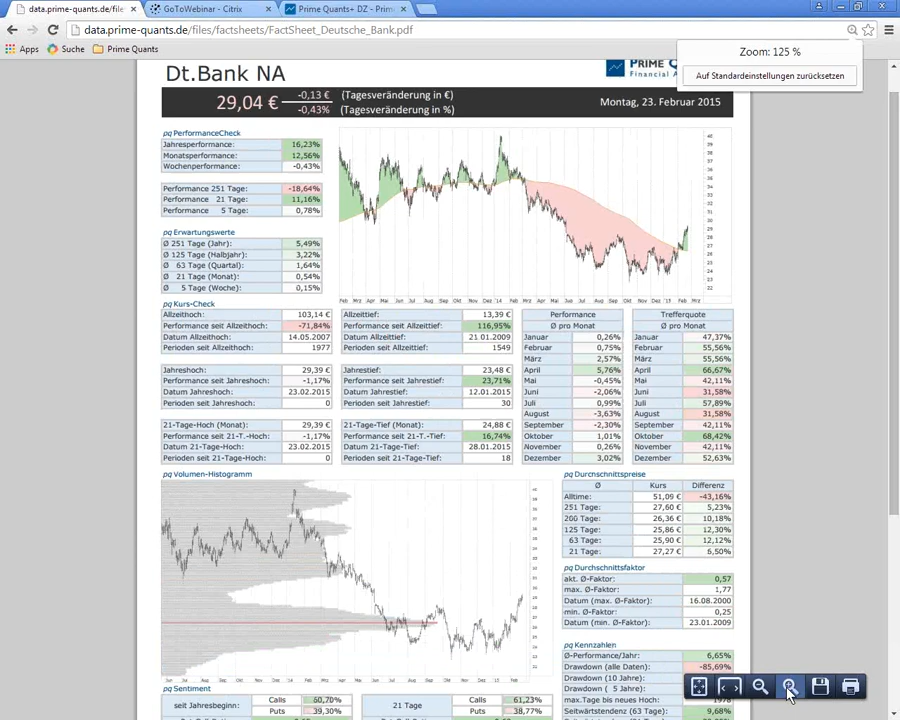 data.prime-quants.de/file
GoToWebinar - Citrix
Prime Quants+ DZ - Prime
data.prime-quants.de/files/factsheets/FactSheet_Deutsche_Bank.pdf
Apps Suche Prime Quants
Zoom: 125 %
Auf Standardeinstellungen zurücksetzen
Dt.Bank NA
PRIME Q
Financial A
29,04 € -0,13 € (Tagesveränderung in €)
-0,43% (Tagesveränderung in %)
Montag, 23. Februar 2015
pq PerformanceCheck
Jahresperformance: 16,23%
Monatsperformance: 12,56%
Wochenperformance: -0,43%
Performance 251 Tage: -18,64%
Performance 21 Tage: 11,16%
Performance 5 Tage: 0,78%
pq Erwartungswerte
Ø 251 Tage (Jahr): 5,49%
Ø 125 Tage (Halbjahr): 3,22%
Ø 63 Tage (Quartal): 1,64%
Ø 21 Tage (Monat): 0,54%
Ø 5 Tage (Woche): 0,15%
pq Kurs-Check
Allzeithoch: 103,14 €
Performance seit Allzeithoch: -71,84%
Datum Allzeithoch: 14.05.2007
Perioden seit Allzeithoch: 1977
Jahreshoch: 29,39 €
Performance seit Jahreshoch: -1,17%
Datum Jahreshoch: 23.02.2015
Perioden seit Jahreshoch: 0
21-Tage-Hoch (Monat): 29,39 €
Performance seit 21-T.-Hoch: -1,17%
Datum 21-Tage-Hoch: 23.02.2015
Perioden seit 21-Tage-Hoch: 0
Allzeittief: 13,39 €
Performance seit Allzeittief: 116,95%
Datum Allzeittief: 21.01.2009
Perioden seit Allzeittief: 1549
Jahrestief: 23,48 €
Performance seit Jahrestief: 23,71%
Datum Jahrestief: 12.01.2015
Perioden seit Jahrestief: 30
21-Tage-Tief (Monat): 24,88 €
Performance seit 21-T.-Tief: 16,74%
Datum 21-Tage-Tief: 28.01.2015
Perioden seit 21-Tage-Tief: 18
Performance
Ø pro Monat
Januar 0,26%
Februar 0,75%
März 2,57%
April 5,76%
Mai -0,45%
Juni -2,06%
Juli 0,99%
August -3,63%
September -2,30%
Oktober 1,01%
November 0,26%
Dezember 3,02%
Trefferquote
Ø pro Monat
Januar 47,37%
Februar 55,56%
März 55,56%
April 66,67%
Mai 42,11%
Juni 31,58%
Juli 57,89%
August 31,58%
September 42,11%
Oktober 68,42%
November 42,11%
Dezember 52,63%
pq Volumen-Histogramm
pq Durchschnittspreise
Ø Kurs Differenz
Alltime: 51,09 € -43,16%
251 Tage: 27,60 € 5,23%
200 Tage: 26,36 € 10,18%
125 Tage: 25,86 € 12,30%
63 Tage: 25,90 € 12,12%
21 Tage: 27,27 € 6,50%
pq Durchschnittsfaktor
akt. Ø-Faktor: 0,57
max. Ø-Faktor: 1,77
Datum (max. Ø-Faktor): 16.08.2000
min. Ø-Faktor: 0,25
Datum (min. Ø-Faktor): 23.01.2009
pq Kennzahlen
Ø-Performance/Jahr: 6,65%
Drawdown (alle Daten): -85,69%
Drawdown (10 Jahre):
Drawdown ( 5 Jahre):
max.Tage bis neues Hoch:
Seitwärtstendenz (63 Tage): 9,68%
pq Sentiment
seit Jahresbeginn: Calls 60,70%
Puts 39,30%
21 Tage Calls 61,23%
Puts 38,77%